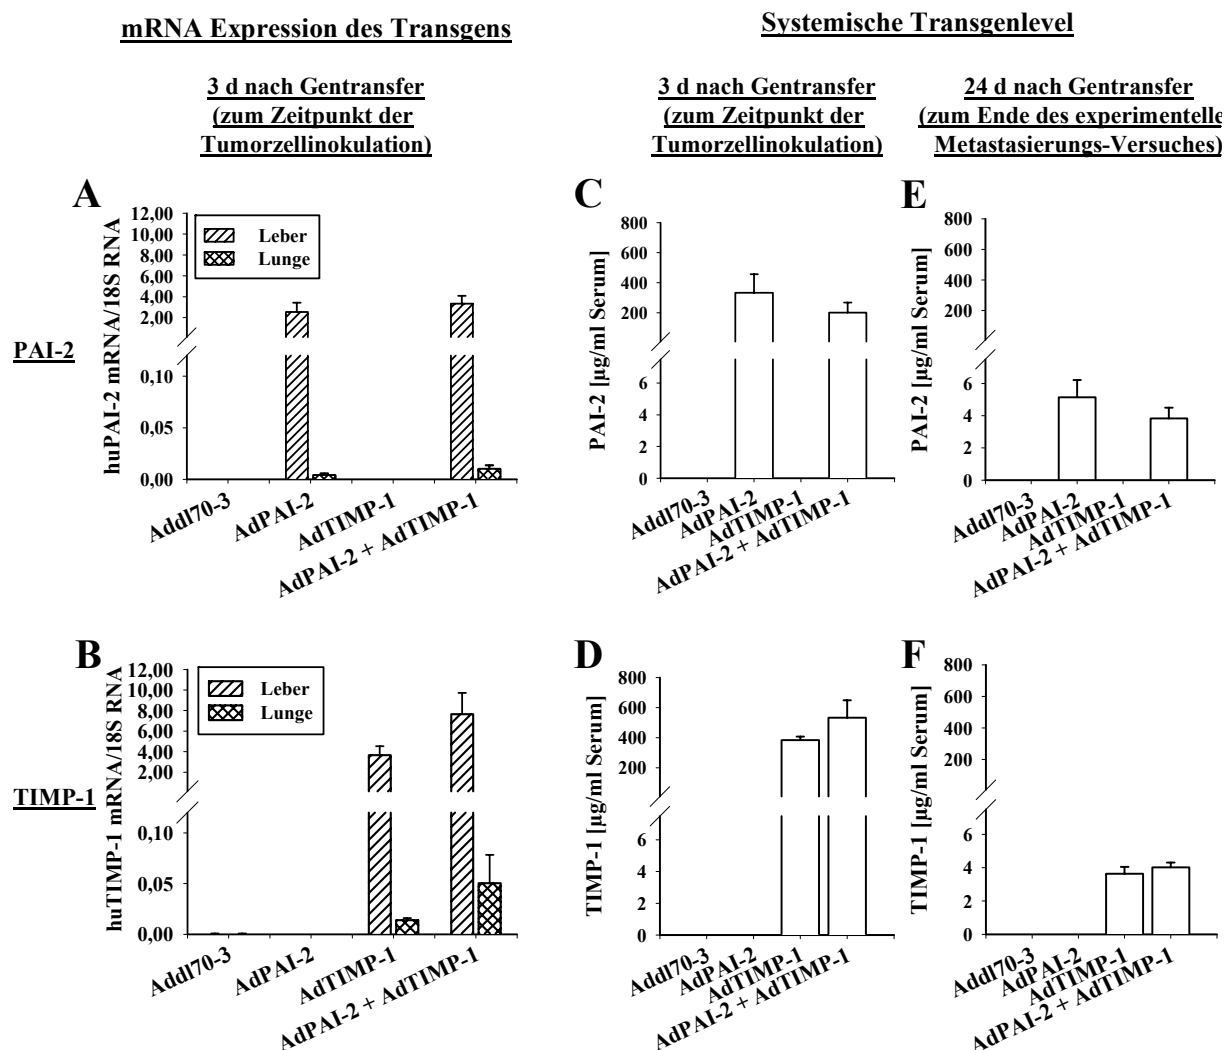 mRNA Expression des Transgens
Systemische Transgenlevel
3 d nach Gentransfer
(zum Zeitpunkt der
Tumorzellinokulation)
3 d nach Gentransfer
(zum Zeitpunkt der
Tumorzellinokulation)
24 d nach Gentransfer
(zum Ende des experimentelle
Metastasierungs-Versuches)
PAI-2
A
huPAI-2 mRNA/18S RNA
12,00
10,00
8,00
6,00
4,00
2,00
0,10
0,05
0,00
Leber
Lunge
Addl70-3
AdPAI-2
AdTIMP-1
AdPAI-2 + AdTIMP-1
C
PAI-2 [µg/ml Serum]
800
600
400
200
6
4
2
0
Addl70-3
AdPAI-2
AdTIMP-1
AdPAI-2 + AdTIMP-1
E
PAI-2 [µg/ml Serum]
800
600
400
200
6
4
2
0
Addl70-3
AdPAI-2
AdTIMP-1
AdPAI-2 + AdTIMP-1
TIMP-1
B
huTIMP-1 mRNA/18S RNA
12,00
10,00
8,00
6,00
4,00
2,00
0,10
0,05
0,00
Leber
Lunge
Addl70-3
AdPAI-2
AdTIMP-1
AdPAI-2 + AdTIMP-1
D
TIMP-1 [µg/ml Serum]
800
600
400
200
6
4
2
0
Addl70-3
AdPAI-2
AdTIMP-1
AdPAI-2 + AdTIMP-1
F
TIMP-1 [µg/ml Serum]
800
600
400
200
6
4
2
0
Addl70-3
AdPAI-2
AdTIMP-1
AdPAI-2 + AdTIMP-1